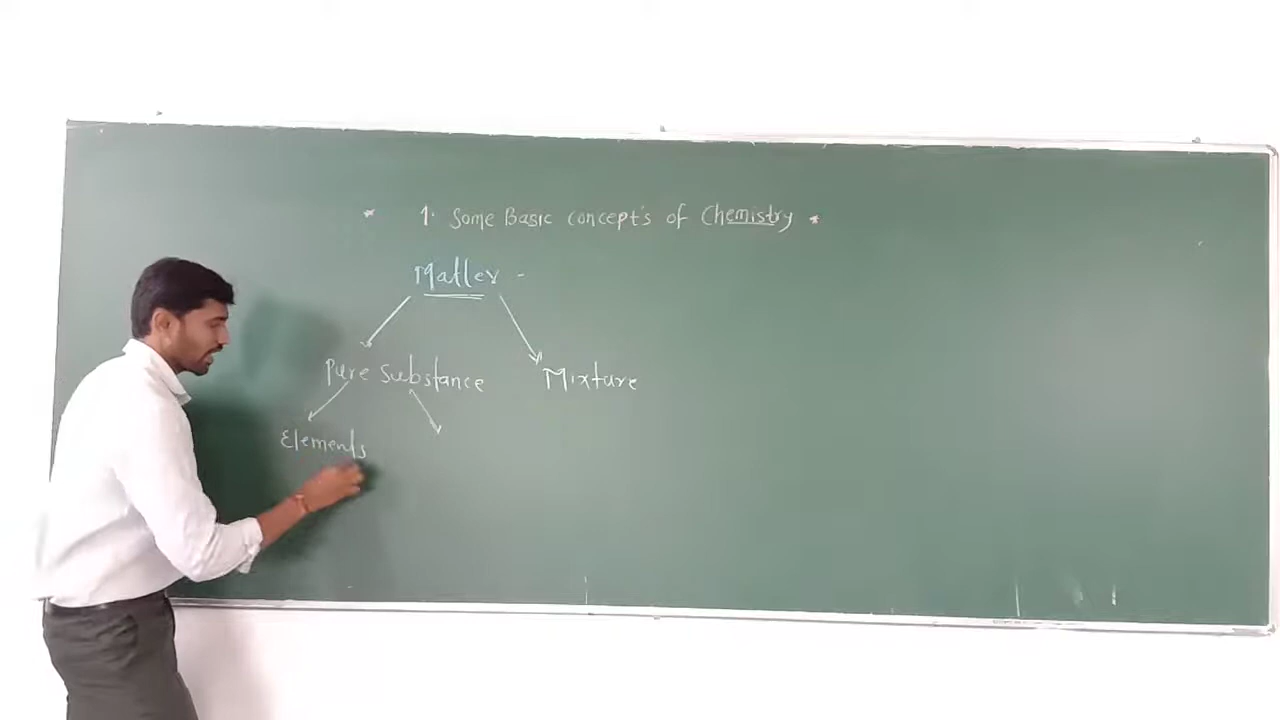 * 1. Some Basic concept's of Chemistry *
Matter -
Pure Substance Mixture
Elements